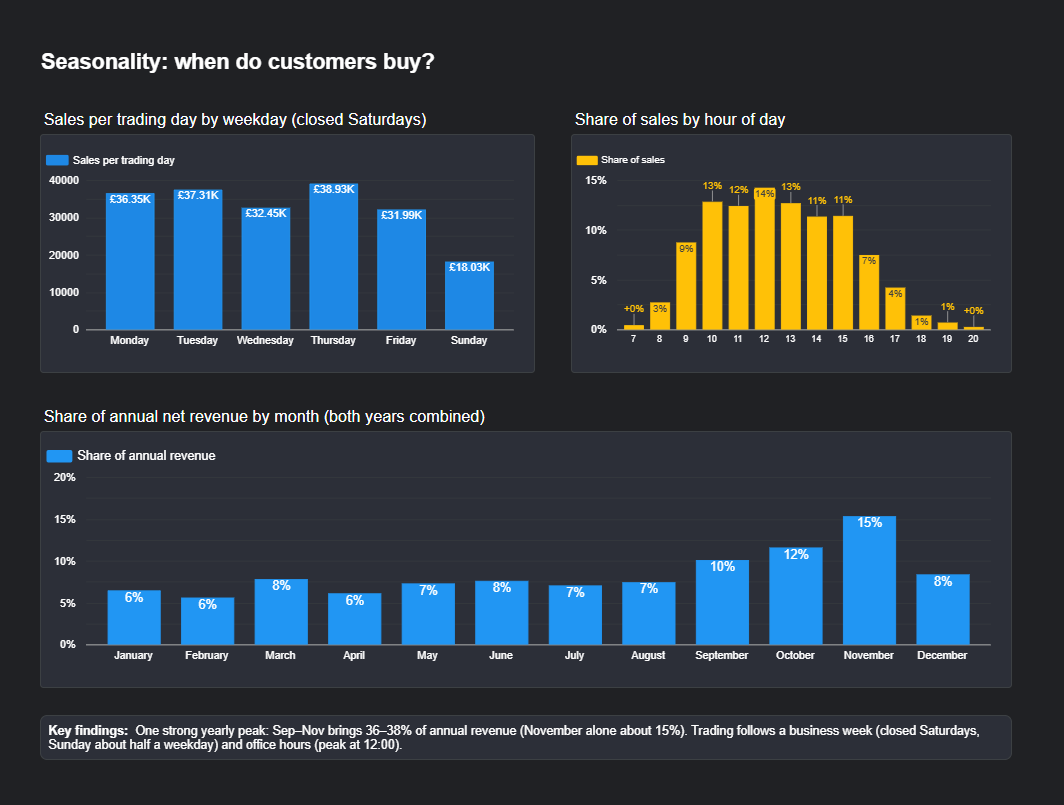 Seasonality: when do customers buy?
Sales per trading day by weekday (closed Saturdays)
Sales per trading day
40000
30000
20000
10000
0
£36.35K
£37.31K
£32.45K
£38.93K
£31.99K
£18.03K
Monday Tuesday Wednesday Thursday Friday Sunday
Share of sales by hour of day
Share of sales
15%
10%
5%
0%
+0%
3%
9%
13%
12%
14%
13%
11%
11%
7%
4%
1%
1%
+0%
7 8 9 10 11 12 13 14 15 16 17 18 19 20
Share of annual net revenue by month (both years combined)
Share of annual revenue
20%
15%
10%
5%
0%
6%
6%
8%
6%
7%
8%
7%
7%
10%
12%
15%
8%
January February March April May June July August September October November December
Key findings: One strong yearly peak: Sep–Nov brings 36–38% of annual revenue (November alone about 15%). Trading follows a business week (closed Saturdays,
Sunday about half a weekday) and office hours (peak at 12:00).